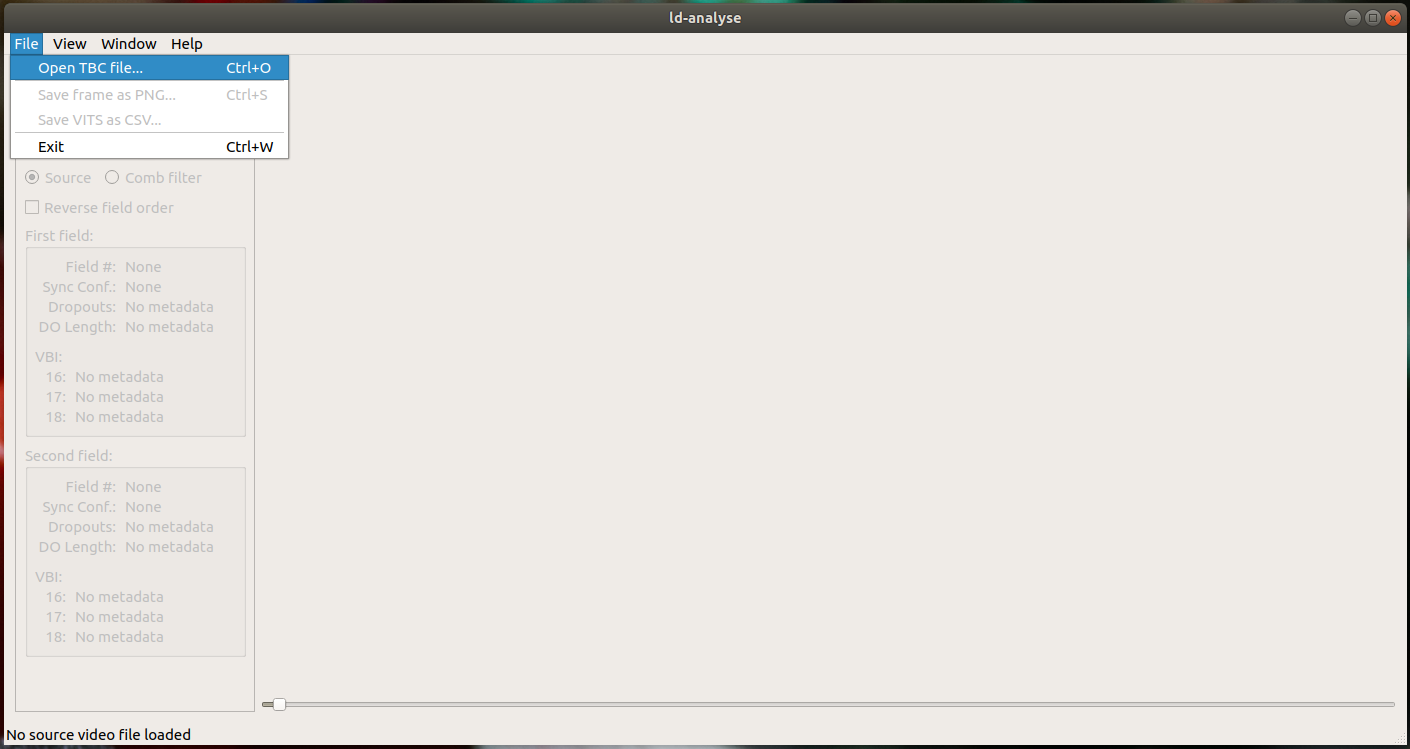 ld-analyse
File View Window Help
Open TBC file... Ctrl+O
Save frame as PNG... Ctrl+S
Save VITS as CSV...
Exit Ctrl+W
Source Comb filter
Reverse field order
First field:
Field #: None
Sync Conf.: None
Dropouts: No metadata
DO Length: No metadata
VBI:
16: No metadata
17: No metadata
18: No metadata
Second field:
Field #: None
Sync Conf.: None
Dropouts: No metadata
DO Length: No metadata
VBI:
16: No metadata
17: No metadata
18: No metadata
No source video file loaded